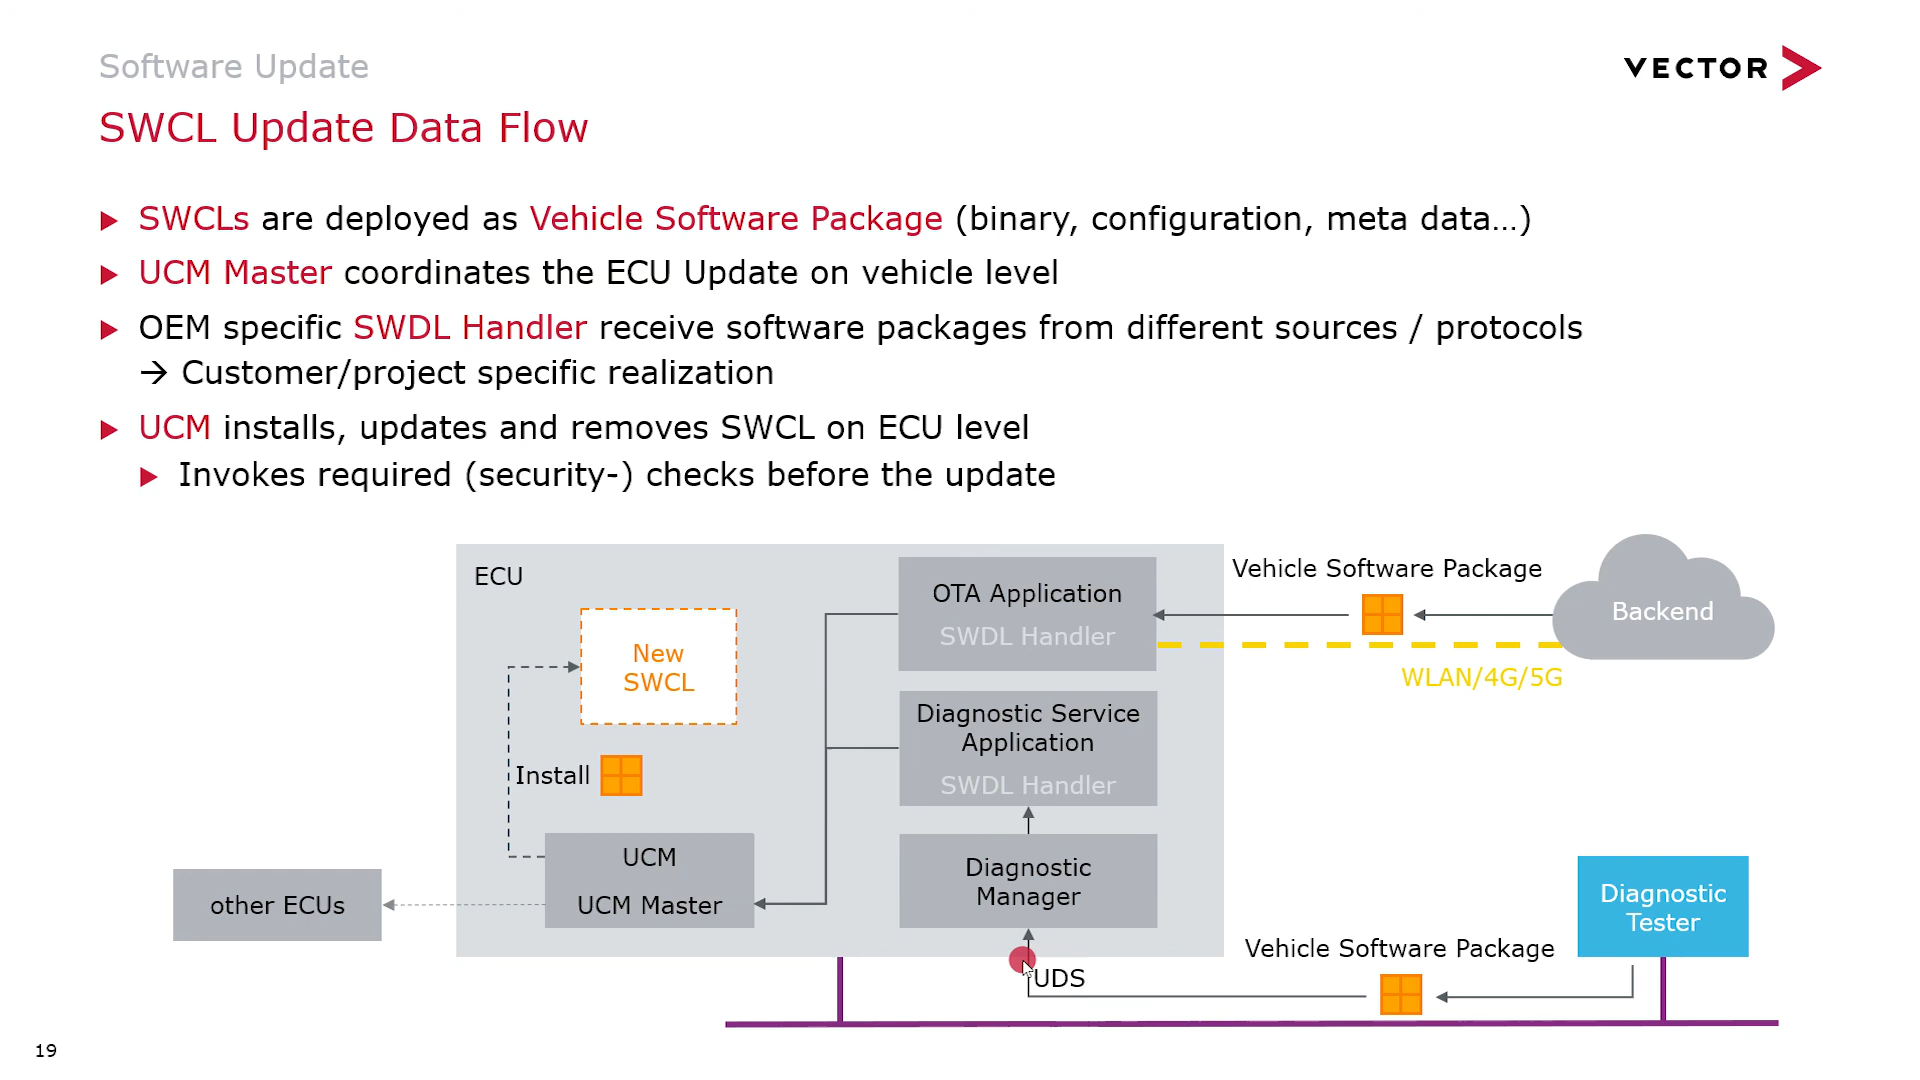 Software Update
VECTOR
SWCL Update Data Flow
SWCLs are deployed as Vehicle Software Package (binary, configuration, meta data…)
UCM Master coordinates the ECU Update on vehicle level
OEM specific SWDL Handler receive software packages from different sources / protocols
→ Customer/project specific realization
UCM installs, updates and removes SWCL on ECU level
Invokes required (security-) checks before the update
ECU
OTA Application
SWDL Handler
Vehicle Software Package
Backend
WLAN/4G/5G
New
SWCL
Diagnostic Service
Application
SWDL Handler
Install
UCM
UCM Master
other ECUs
Diagnostic
Manager
Diagnostic
Tester
Vehicle Software Package
UDS
19